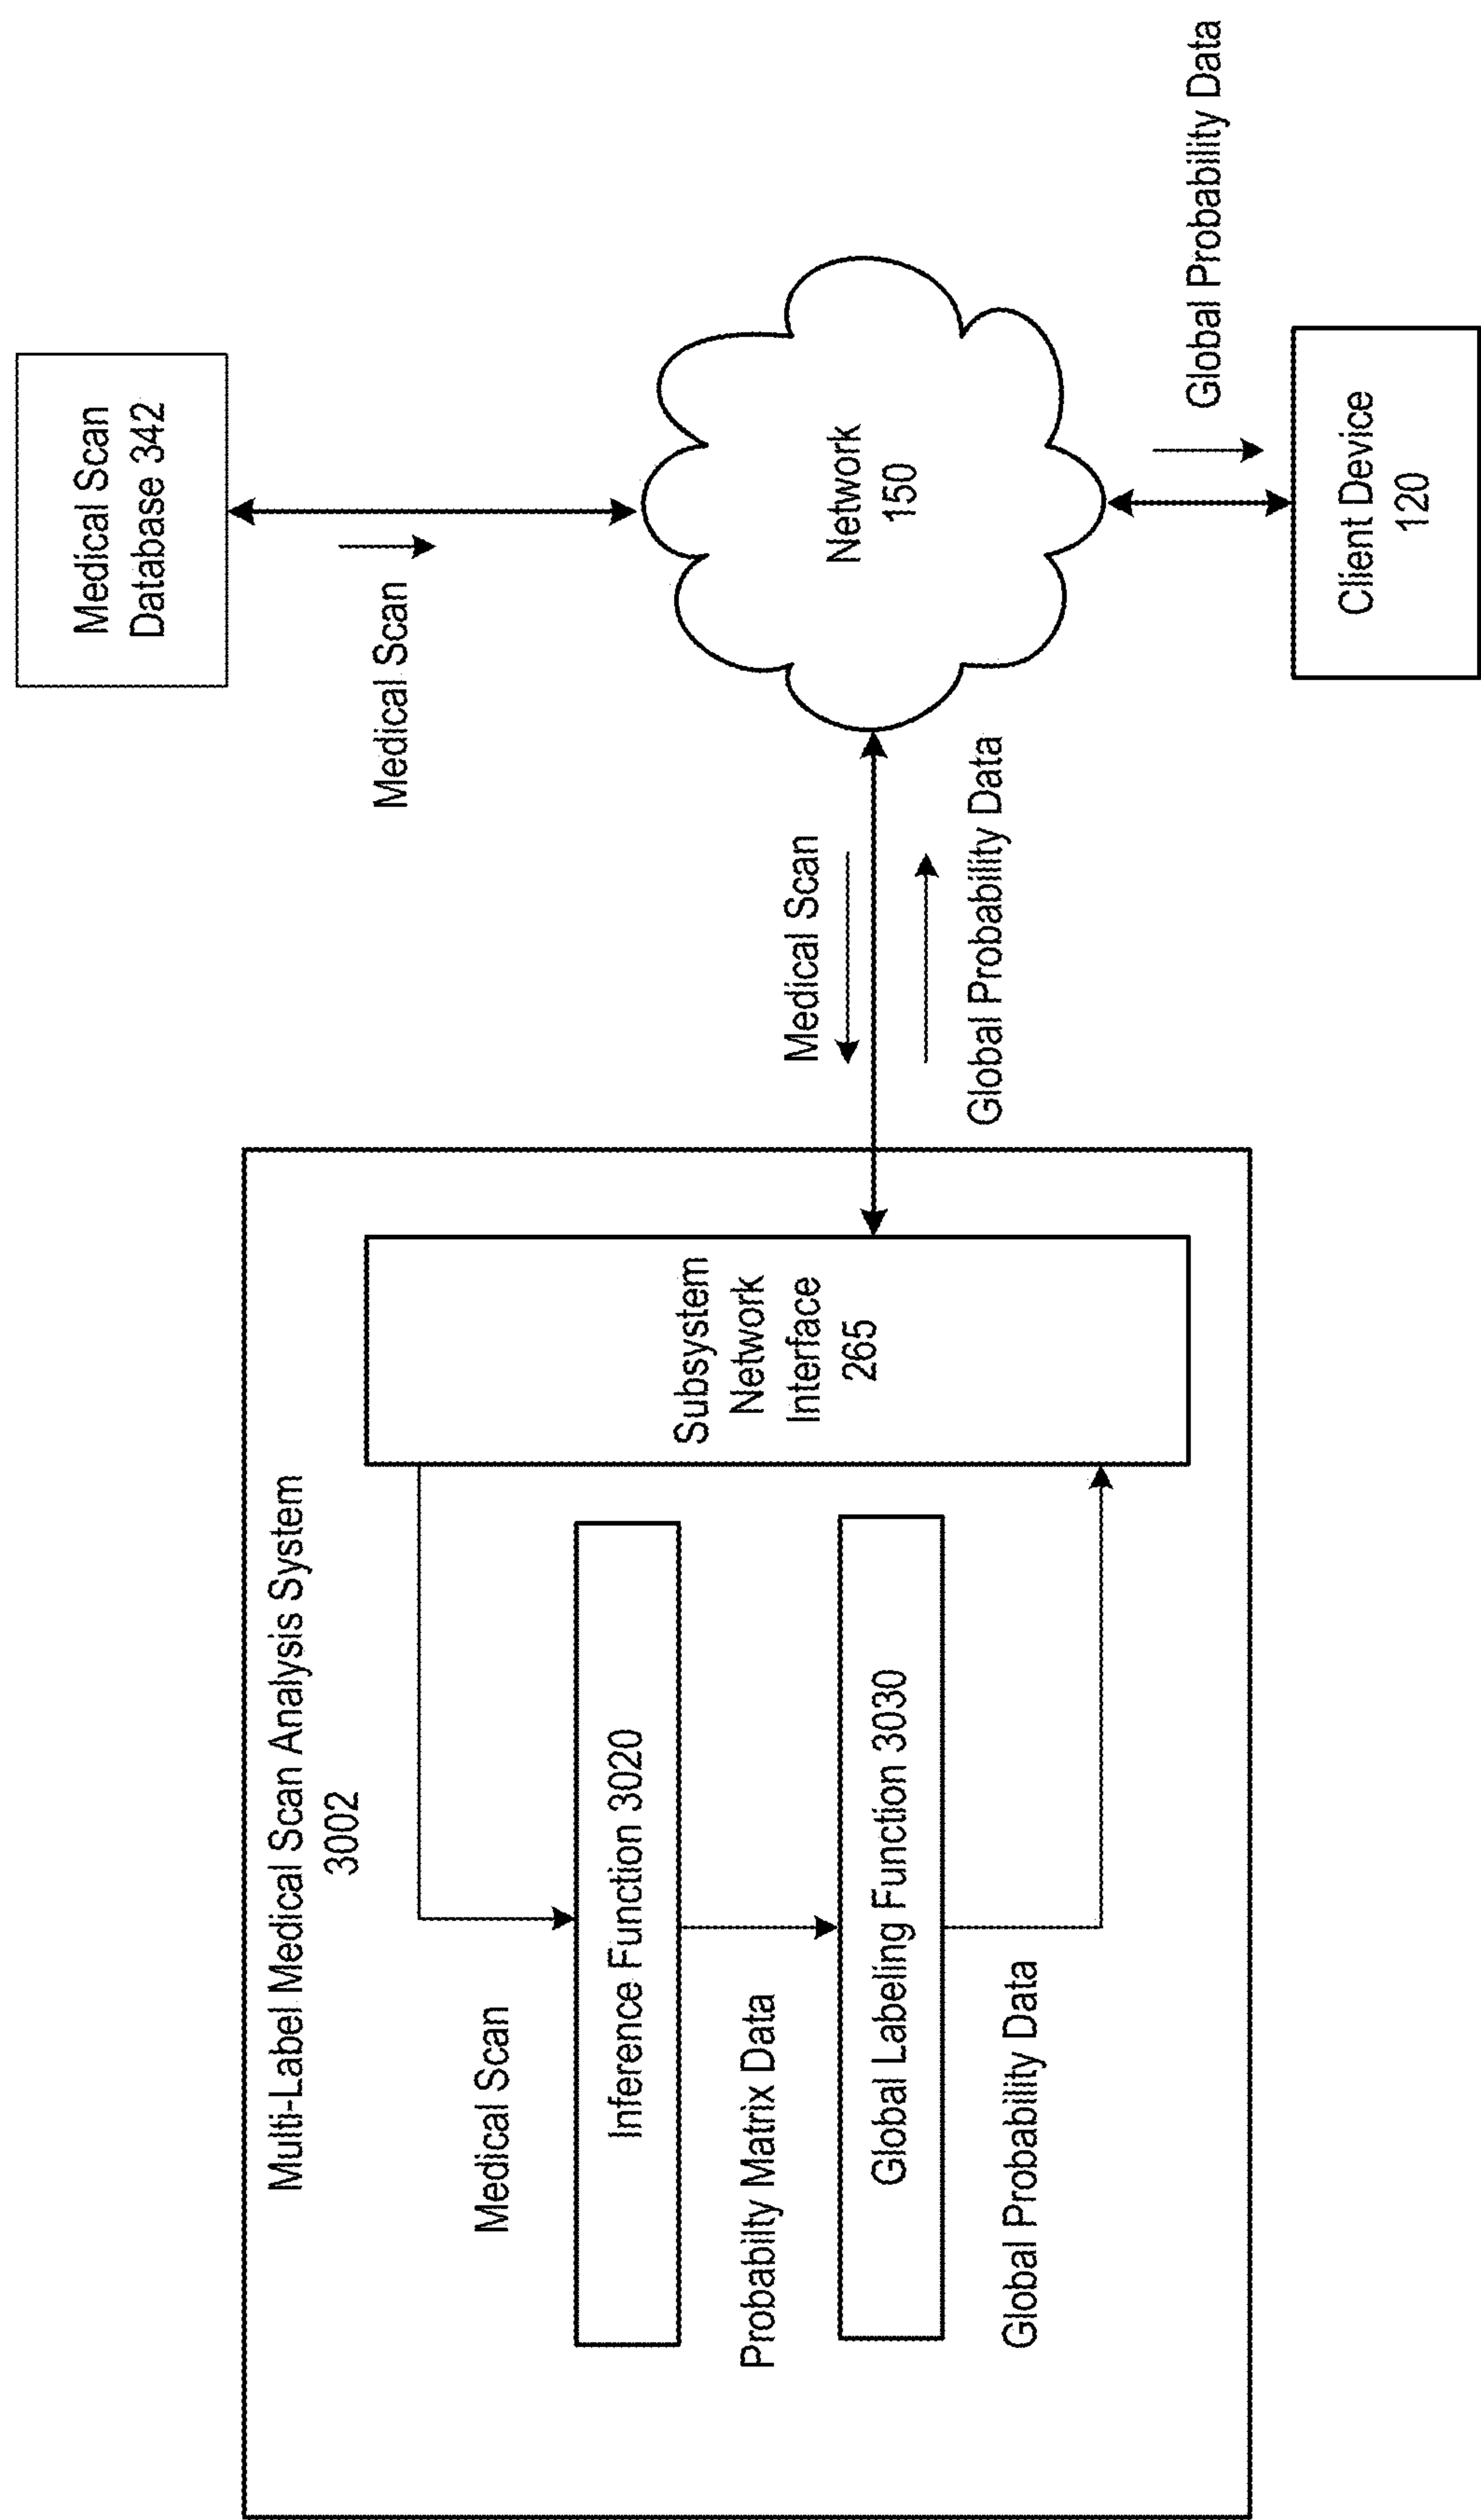 Multi-Label Medical Scan Analysis System
3002
Medical Scan
Inference Function 3020
Probabilty Matrix Data
Global Labeling Function 3030
Global Probability Data
Subsystem
Network
Interface
265
Medical Scan
Global Probability Data
Medical Scan
Database 342
Medical Scan
Network
150
Global Probability Data
Client Device
120